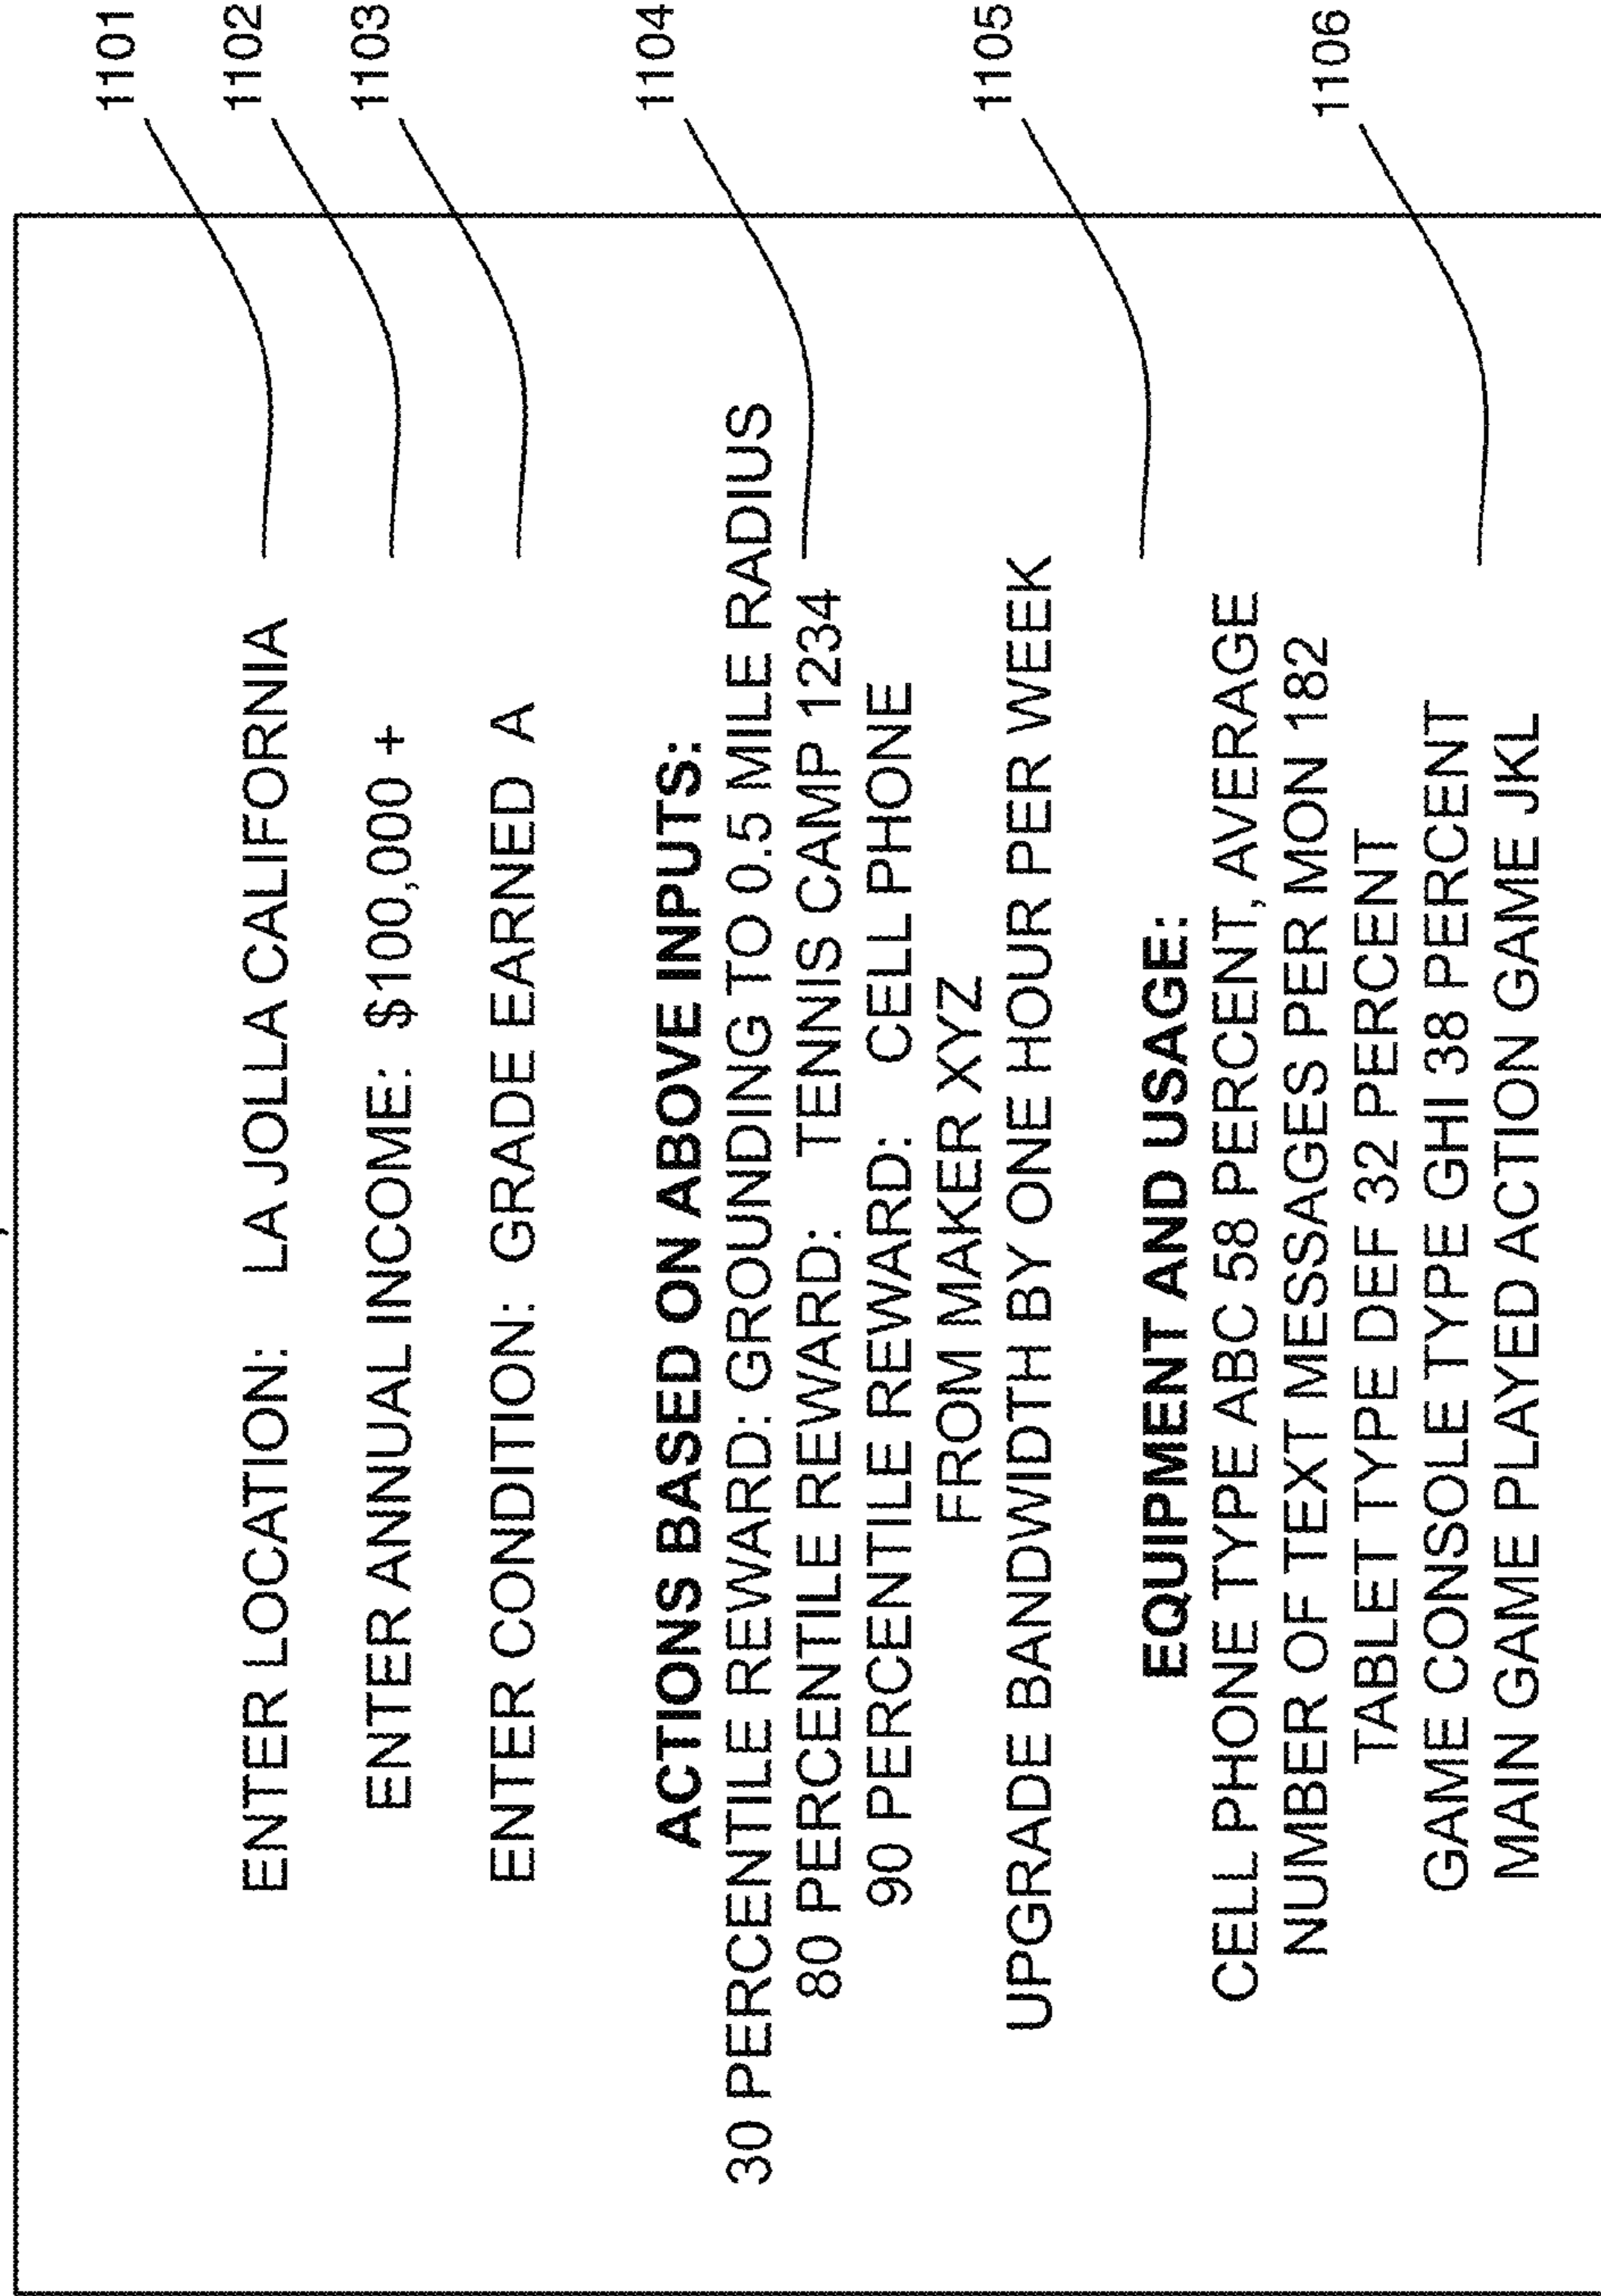 1101
1102
1103
ENTER LOCATION: LA JOLLA CALIFORNIA
ENTER ANNUAL INCOME: $100,000 +
ENTER CONDITION: GRADE EARNED A
1104
ACTIONS BASED ON ABOVE INPUTS:
30 PERCENTILE REWARD: GROUNDING TO 0.5 MILE RADIUS
80 PERCENTILE REWARD: TENNIS CAMP 1234
90 PERCENTILE REWARD: CELL PHONE
FROM MAKER XYZ
1105
UPGRADE BANDWIDTH BY ONE HOUR PER WEEK
EQUIPMENT AND USAGE:
CELL PHONE TYPE ABC 58 PERCENT, AVERAGE
NUMBER OF TEXT MESSAGES PER MON 182
1106
TABLET TYPE DEF 32 PERCENT
GAME CONSOLE TYPE GHI 38 PERCENT
MAIN GAME PLAYED ACTION GAME JKL